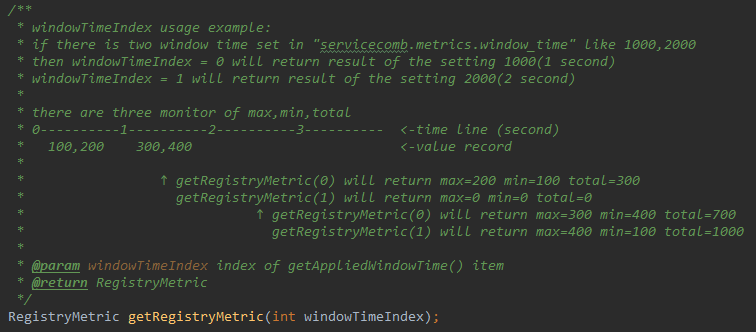 /**
 * windowTimeIndex usage example:
 * if there is two window time set in "servicecomb.metrics.window_time" like 1000,2000
 * then windowTimeIndex = 0 will return result of the setting 1000(1 second)
 * windowTimeIndex = 1 will return result of the setting 2000(2 second)
 *
 * there are three monitor of max,min,total
 * 0----------1----------2----------3----------  <-time line (second)
 *   100,200    300,400                          <-value record
 *
 *                 ↑ getRegistryMetric(0) will return max=200 min=100 total=300
 *                   getRegistryMetric(1) will return max=0 min=0 total=0
 *                             ↑ getRegistryMetric(0) will return max=300 min=400 total=700
 *                               getRegistryMetric(1) will return max=400 min=100 total=1000
 *
 * @param windowTimeIndex index of getAppliedWindowTime() item
 * @return RegistryMetric
 */
RegistryMetric getRegistryMetric(int windowTimeIndex);